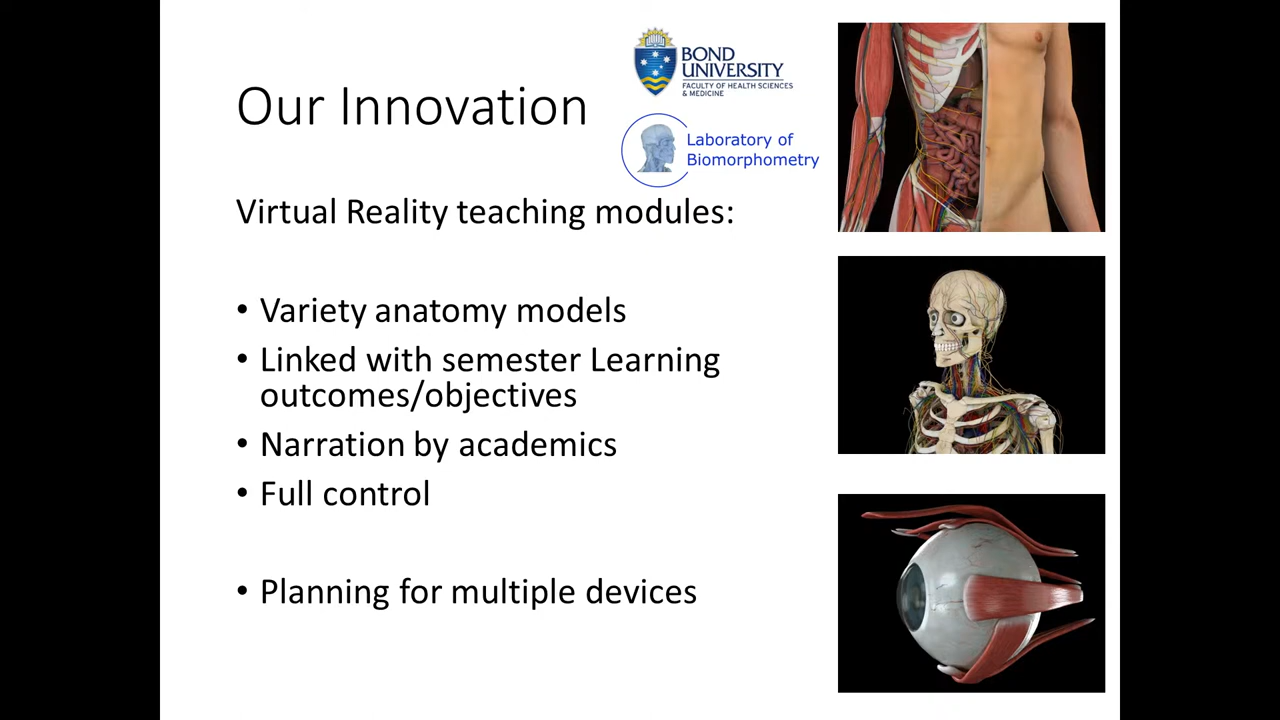 Our Innovation
BOND
UNIVERSITY
FACULTY OF HEALTH SCIENCES
& MEDICINE
Laboratory of
Biomorphometry
Virtual Reality teaching modules:
• Variety anatomy models
• Linked with semester Learning
outcomes/objectives
• Narration by academics
• Full control
• Planning for multiple devices